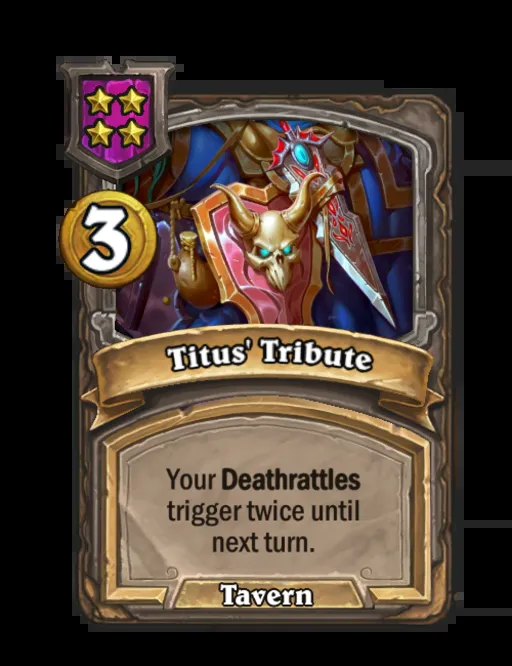 3
Titus' Tribute
Your Deathrattles
trigger twice until
next turn.
Tavern